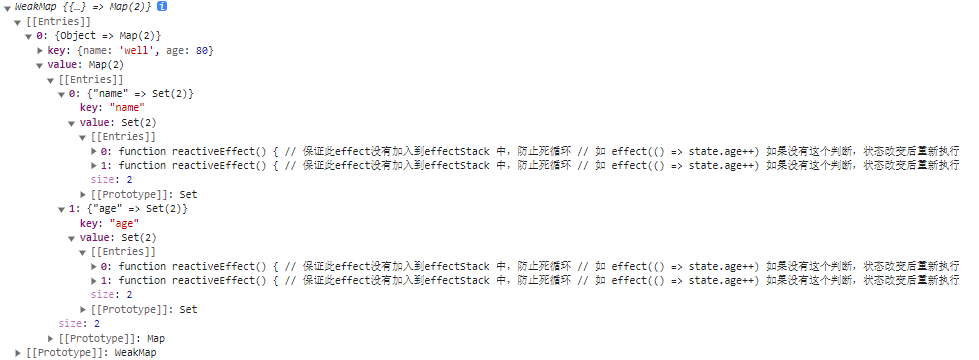 WeakMap {{…} => Map(2)} i
[[Entries]]
0: {Object => Map(2)}
key: {name: 'well', age: 80}
value: Map(2)
[[Entries]]
0: {"name" => Set(2)}
key: "name"
value: Set(2)
[[Entries]]
0: function reactiveEffect() { // 保证此effect没有加入到effectStack 中，防止死循环 // 如 effect(() => state.age++) 如果没有这个判断，状态改变后重新执行
1: function reactiveEffect() { // 保证此effect没有加入到effectStack 中，防止死循环 // 如 effect(() => state.age++) 如果没有这个判断，状态改变后重新执行
size: 2
[[Prototype]]: Set
1: {"age" => Set(2)}
key: "age"
value: Set(2)
[[Entries]]
0: function reactiveEffect() { // 保证此effect没有加入到effectStack 中，防止死循环 // 如 effect(() => state.age++) 如果没有这个判断，状态改变后重新执行
1: function reactiveEffect() { // 保证此effect没有加入到effectStack 中，防止死循环 // 如 effect(() => state.age++) 如果没有这个判断，状态改变后重新执行
size: 2
[[Prototype]]: Set
size: 2
[[Prototype]]: Map
[[Prototype]]: WeakMap